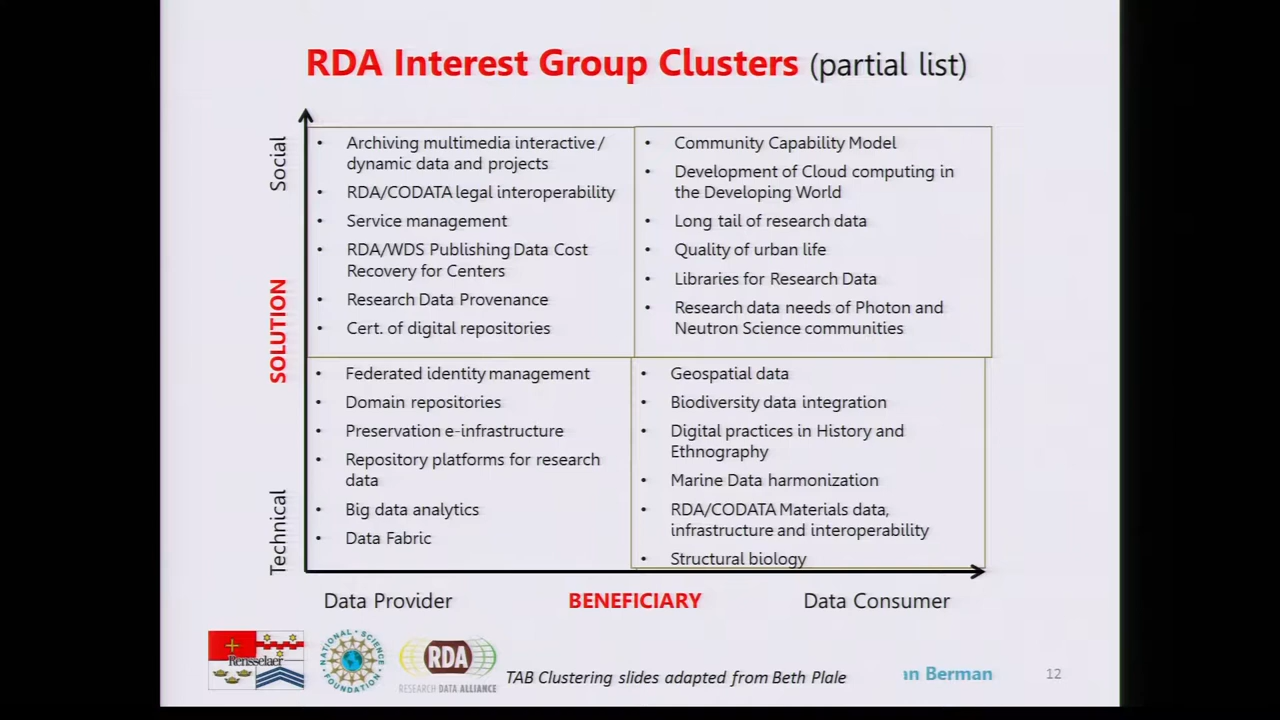 RDA Interest Group Clusters (partial list)
Social
SOLUTION
Technical
• Archiving multimedia interactive /
dynamic data and projects
• RDA/CODATA legal interoperability
• Service management
• RDA/WDS Publishing Data Cost
Recovery for Centers
• Research Data Provenance
• Cert. of digital repositories
• Community Capability Model
• Development of Cloud computing in
the Developing World
• Long tail of research data
• Quality of urban life
• Libraries for Research Data
• Research data needs of Photon and
Neutron Science communities
• Federated identity management
• Domain repositories
• Preservation e-infrastructure
• Repository platforms for research
data
• Big data analytics
• Data Fabric
• Geospatial data
• Biodiversity data integration
• Digital practices in History and
Ethnography
• Marine Data harmonization
• RDA/CODATA Materials data,
infrastructure and interoperability
• Structural biology
Data Provider
BENEFICIARY
Data Consumer
Rensselaer
NATIONAL SCIENCE FOUNDATION
RDA
RESEARCH DATA ALLIANCE
TAB Clustering slides adapted from Beth Plale
Berman
12